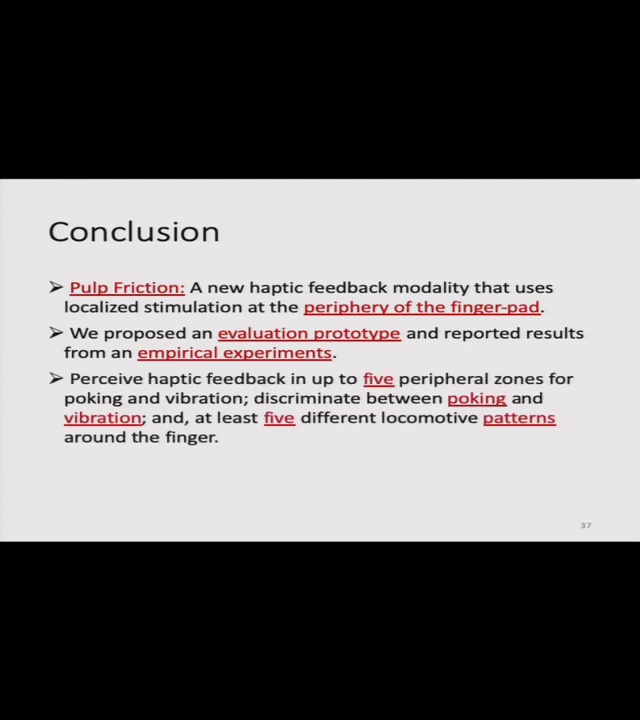 Conclusion
➢ Pulp Friction: A new haptic feedback modality that uses
localized stimulation at the periphery of the finger-pad.
➢ We proposed an evaluation prototype and reported results
from an empirical experiments.
➢ Perceive haptic feedback in up to five peripheral zones for
poking and vibration; discriminate between poking and
vibration; and, at least five different locomotive patterns
around the finger.
37